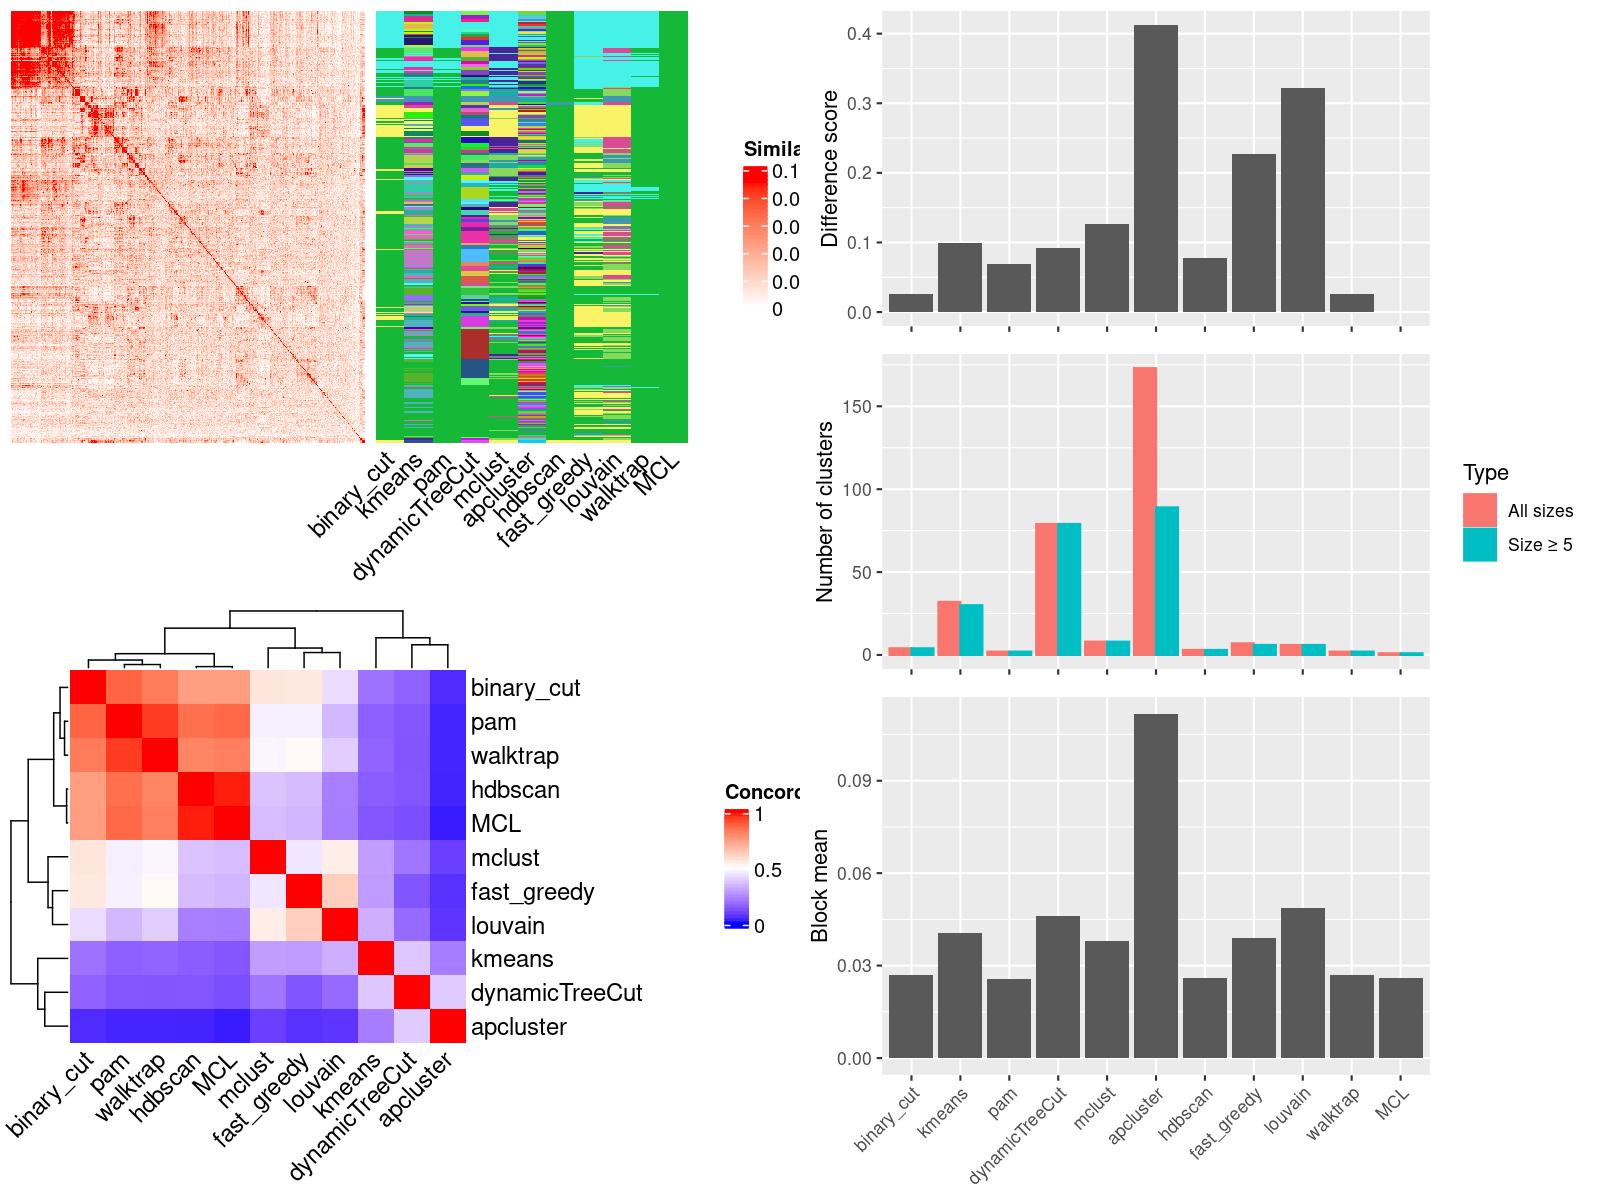 Simila
0.1
0.0
0.0
0.0
0.0
0
binary_cut
kmeans
pam
dynamicTreeCut
mclust
apcluster
hdbscan
fast_greedy
louvain
walktrap
MCL
binary_cut
pam
walktrap
hdbscan
MCL
mclust
fast_greedy
louvain
kmeans
dynamicTreeCut
apcluster
binary_cut
pam
walktrap
hdbscan
MCL
mclust
fast_greedy
louvain
kmeans
dynamicTreeCut
apcluster
Concord
1
0.5
0
Difference score
0.4
0.3
0.2
0.1
0.0
Number of clusters
150
100
50
0
Type
All sizes
Size ≥ 5
Block mean
0.09
0.06
0.03
0.00
binary_cut
kmeans
pam
dynamicTreeCut
mclust
apcluster
hdbscan
fast_greedy
louvain
walktrap
MCL